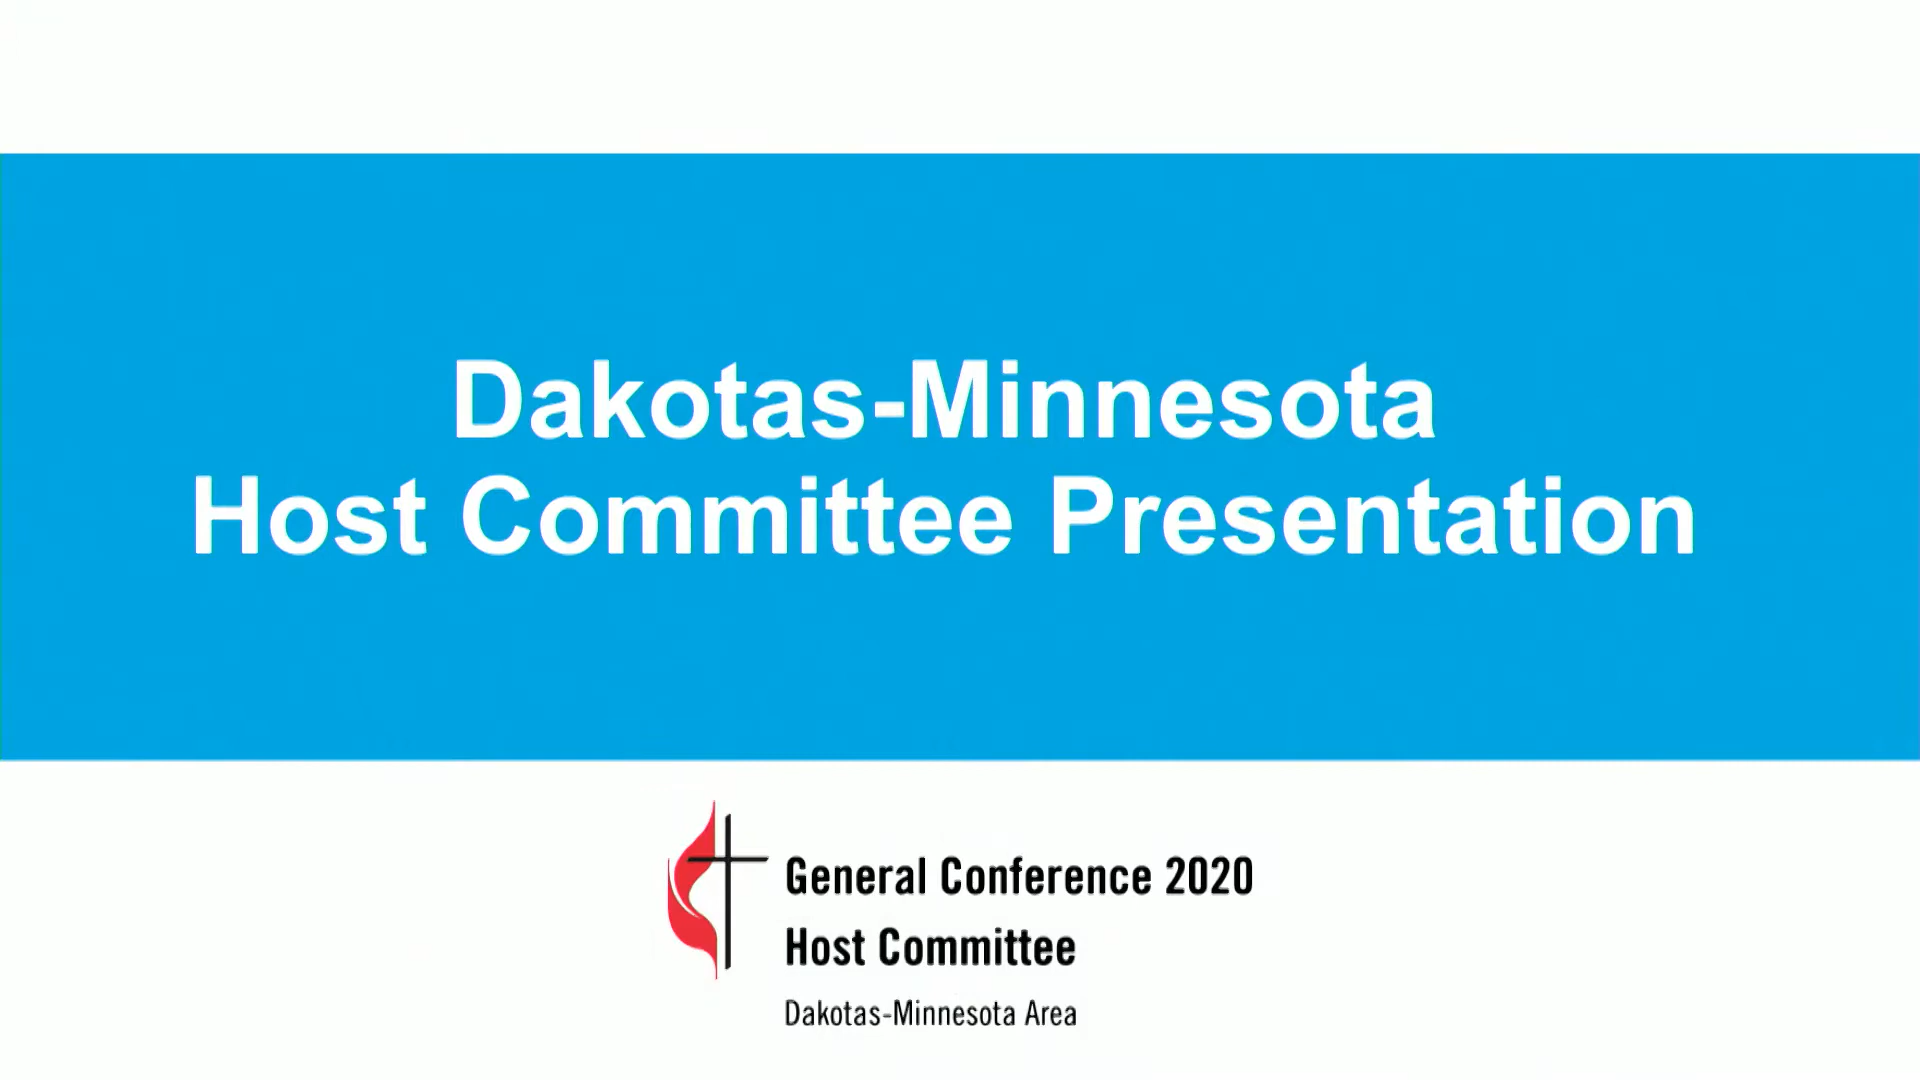 Dakotas-Minnesota
Host Committee Presentation
General Conference 2020
Host Committee
Dakotas-Minnesota Area